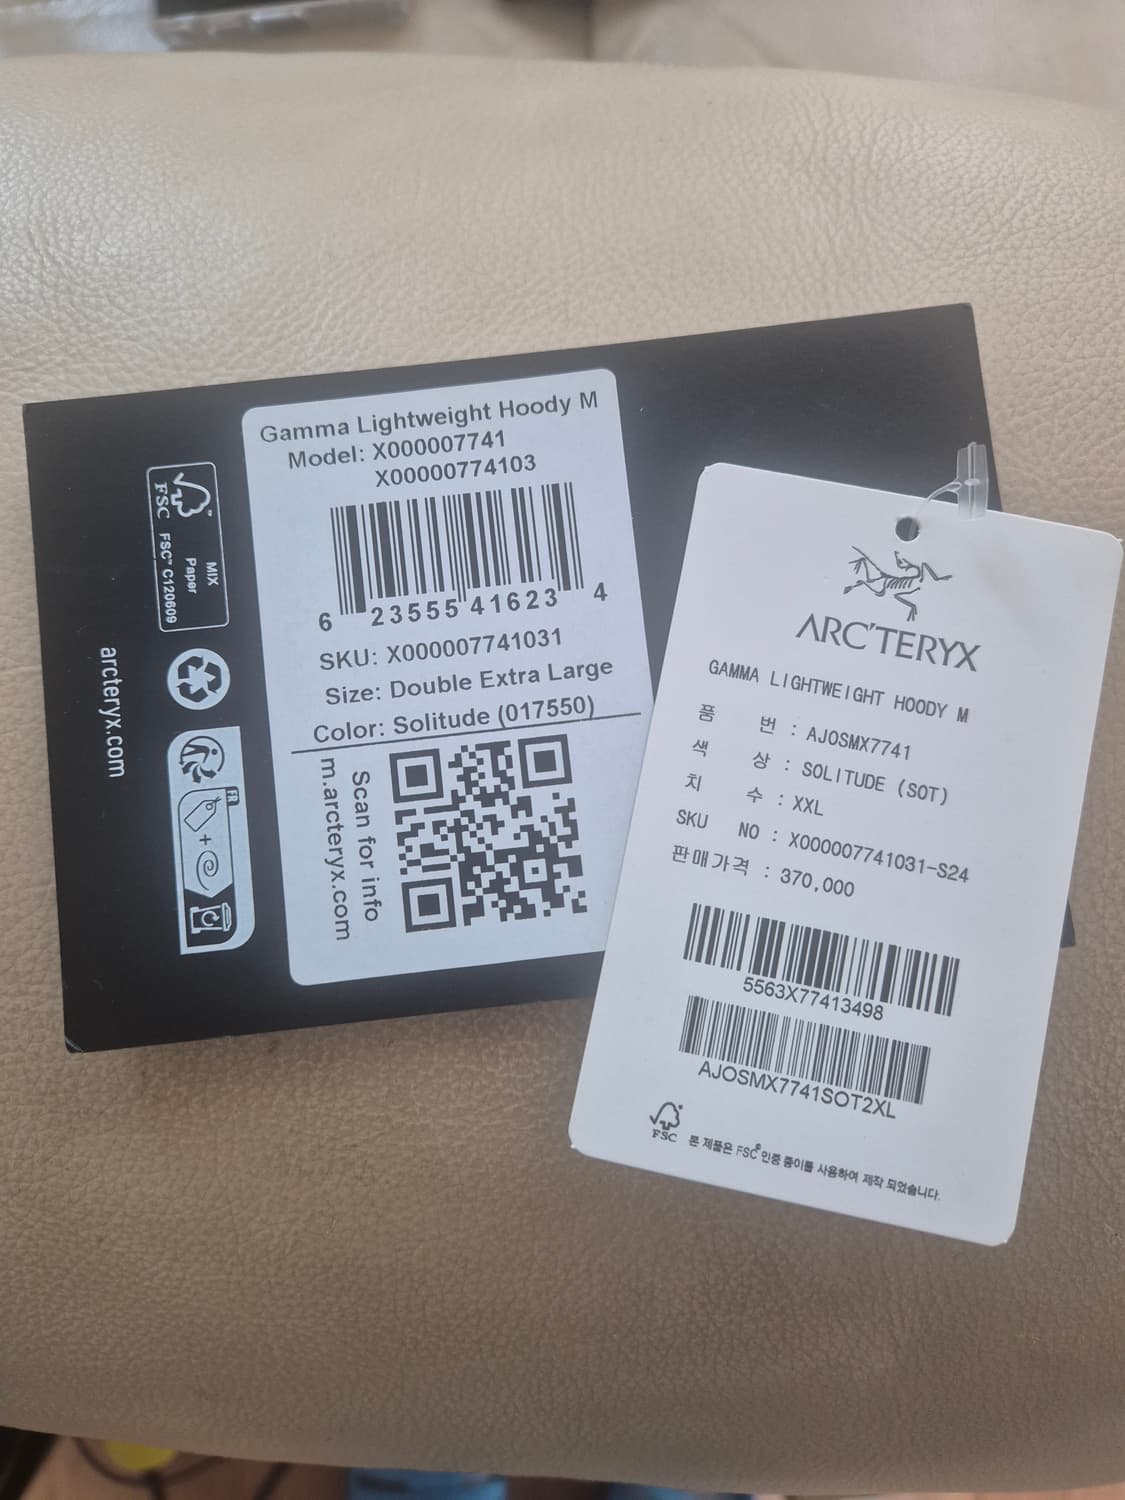 Gamma Lightweight Hoody M
Model: X000007741
X00000774103
6 23555 41623 4
SKU: X000007741031
Size: Double Extra Large
Color: Solitude (017550)
Scan for info
m.arcteryx.com
FSC
MIX
Paper
FSC™ C120609
arcteryx.com
FR
+
ARC'TERYX
GAMMA LIGHTWEIGHT HOODY M
품 번 : AJOSMX7741
색 상 : SOLITUDE (SOT)
치 수 : XXL
SKU NO : X000007741031-S24
판매가격 : 370,000
5563X77413498
AJOSMX7741SOT2XL
FSC
본 제품은 FSC® 인증 종이를 사용하여 제작 되었습니다.